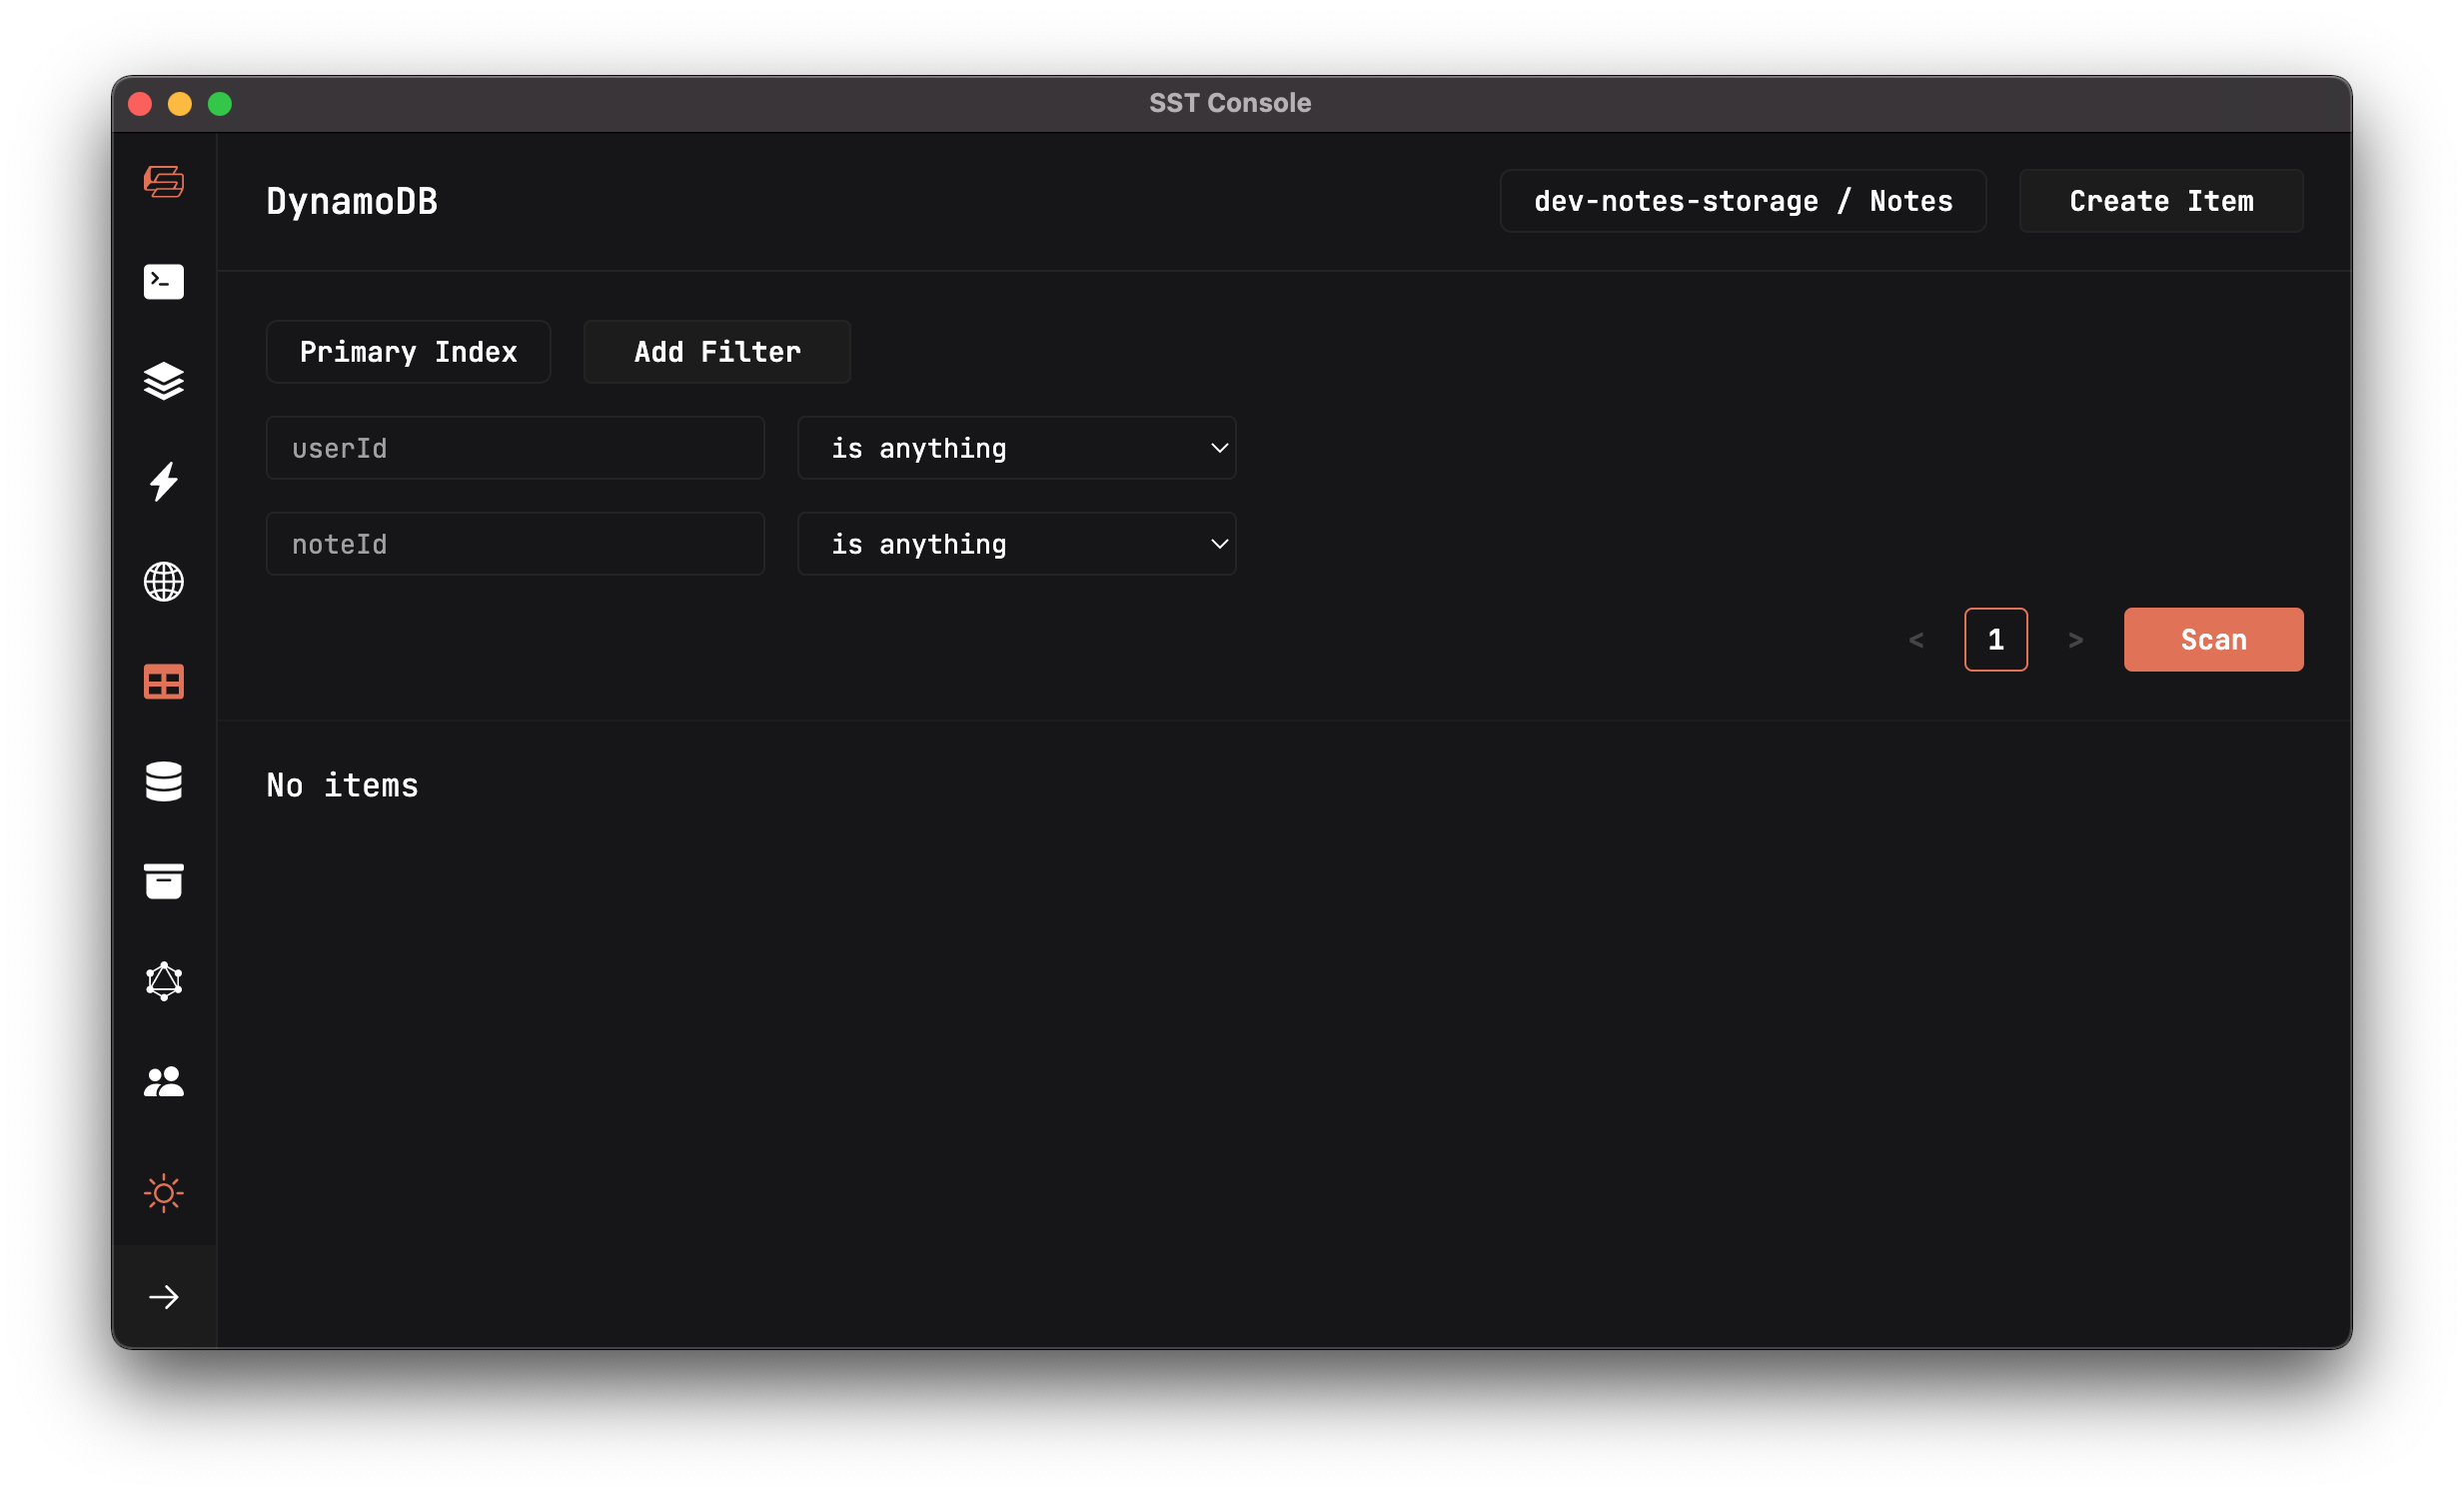 SST Console
DynamoDB
dev-notes-storage / Notes
Create Item
Primary Index
Add Filter
userId
is anything
noteId
is anything
<
1
>
Scan
No items